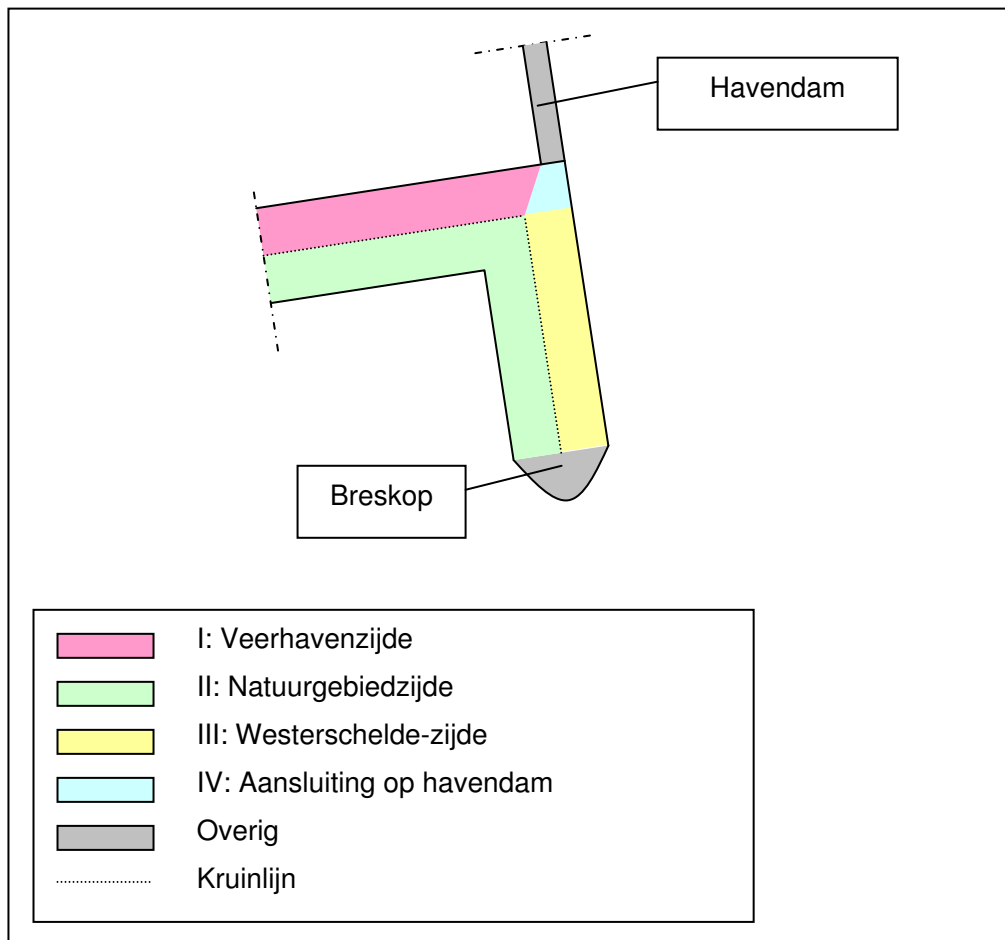 Havendam
Breskop
I: Veerhavenzijde
II: Natuurgebiedzijde
III: Westerschelde-zijde
IV: Aansluiting op havendam
Overig
Kruinlijn